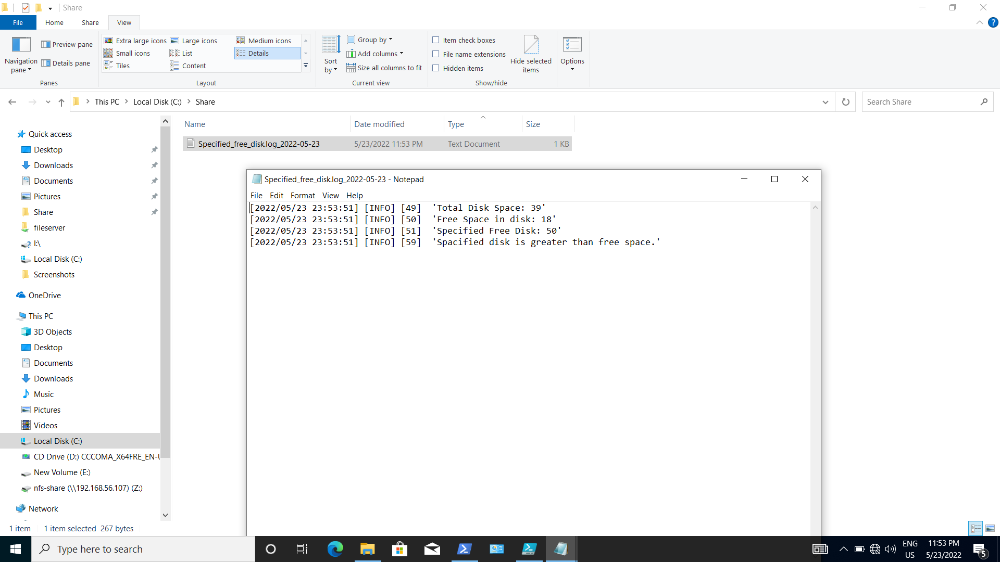 Share
File Home Share View
Navigation pane
Preview pane
Details pane
Panes
Extra large icons Large icons Medium icons
Small icons List Details
Tiles Content
Layout
Sort by
Group by
Add columns
Size all columns to fit
Current view
Item check boxes
File name extensions
Hidden items
Hide selected items
Show/hide
Options
This PC Local Disk (C:) Share
Search Share
Name Date modified Type Size
Specified_free_disk.log_2022-05-23 5/23/2022 11:53 PM Text Document 1 KB
Quick access
Desktop
Downloads
Documents
Pictures
Share
fileserver
I:\
Local Disk (C:)
Screenshots
OneDrive
This PC
3D Objects
Desktop
Documents
Downloads
Music
Pictures
Videos
Local Disk (C:)
CD Drive (D:) CCCOMA_X64FRE_EN-U
New Volume (E:)
nfs-share (\\192.168.56.107) (Z:)
Network
Specified_free_disk.log_2022-05-23 - Notepad
File Edit Format View Help
[2022/05/23 23:53:51] [INFO] [49] 'Total Disk Space: 39'
[2022/05/23 23:53:51] [INFO] [50] 'Free Space in disk: 18'
[2022/05/23 23:53:51] [INFO] [51] 'Specified Free Disk: 50'
[2022/05/23 23:53:51] [INFO] [59] 'Spacified disk is greater than free space.'
1 item 1 item selected 267 bytes
Type here to search
ENG
US
11:53 PM
5/23/2022
5